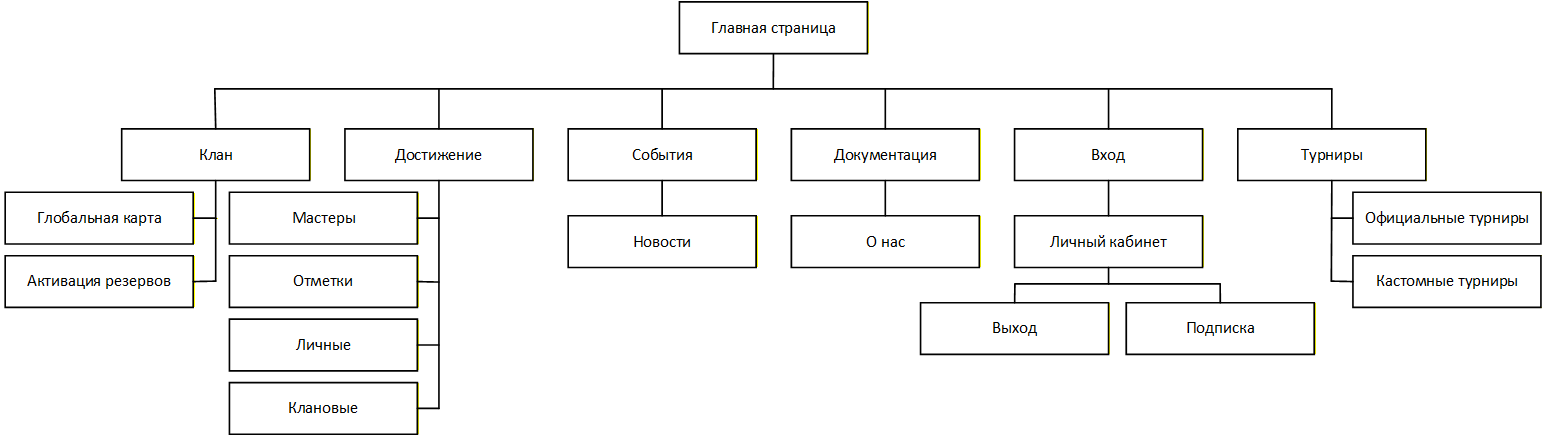 Главная страница
Клан
Достижение
События
Документация
Вход
Турниры
Глобальная карта
Мастеры
Официальные турниры
Новости
О нас
Личный кабинет
Активация резервов
Отметки
Кастомные турниры
Выход
Подписка
Личные
Клановые